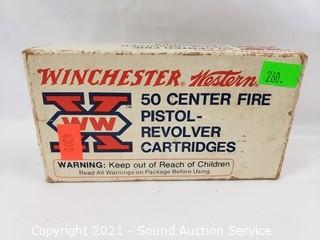 WINCHESTER Western
260.
50 CENTER FIRE
PISTOL-
REVOLVER
CARTRIDGES
X
WW
WARNING: Keep out of Reach of Children
Read All Warnings on Package Before Using.
Copyright 2021 - Sound Auction Service